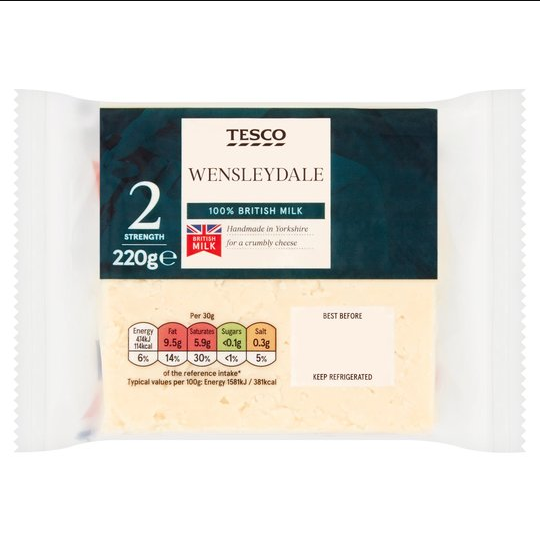 TESCO
WENSLEYDALE
100% BRITISH MILK
2
STRENGTH
220g℮
BRITISH
MILK
Handmade in Yorkshire
for a crumbly cheese
Per 30g
Energy
474kJ
114kcal
6%
Fat
9.5g
14%
Saturates
5.9g
30%
Sugars
<0.1g
<1%
Salt
0.3g
5%
of the reference intake*
Typical values per 100g: Energy 1581kJ / 381kcal
BEST BEFORE
KEEP REFRIGERATED